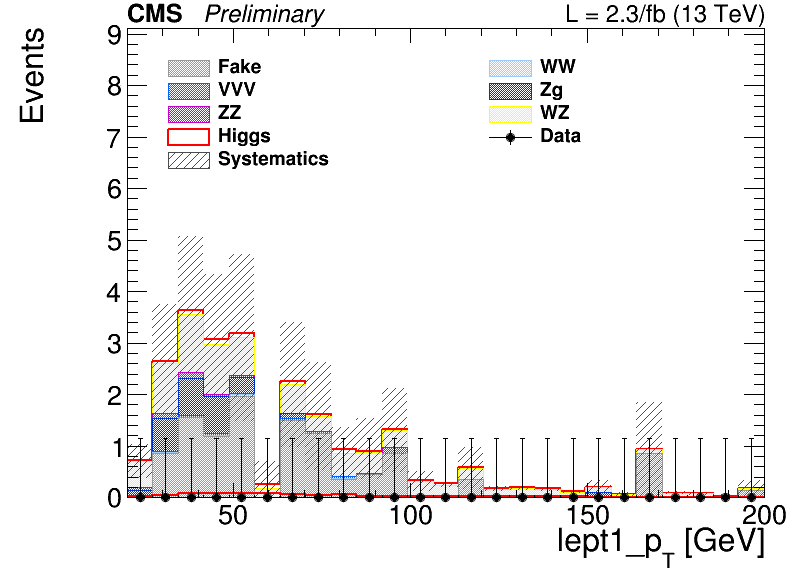 CMS Preliminary L = 2.3/fb (13 TeV)
Events
9
8
7
6
5
4
3
2
1
0
Fake
VVV
ZZ
Higgs
Systematics
WW
Zg
WZ
Data
50 100 150 200
lept1_p_T [GeV]